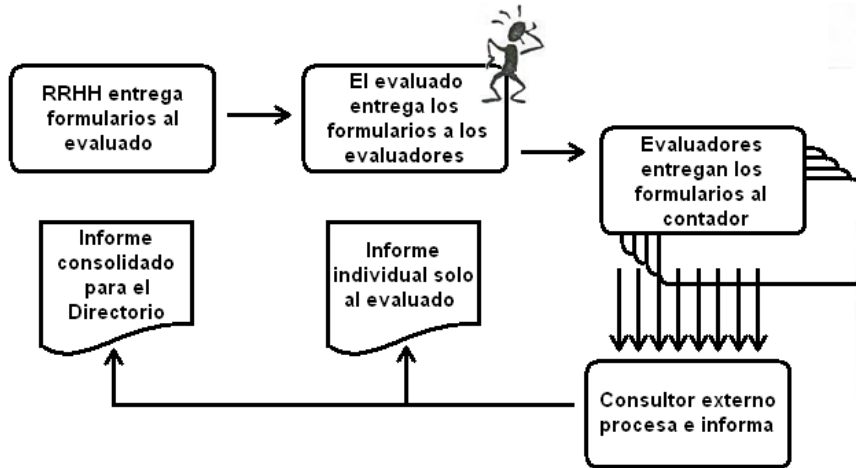 RRHH entrega
formularios al
evaluado
El evaluado
entrega los
formularios a los
evaluadores
Evaluadores
entregan los
formularios al
contador
Informe
consolidado
para el
Directorio
Informe
individual solo
al evaluado
Consultor externo
procesa e informa